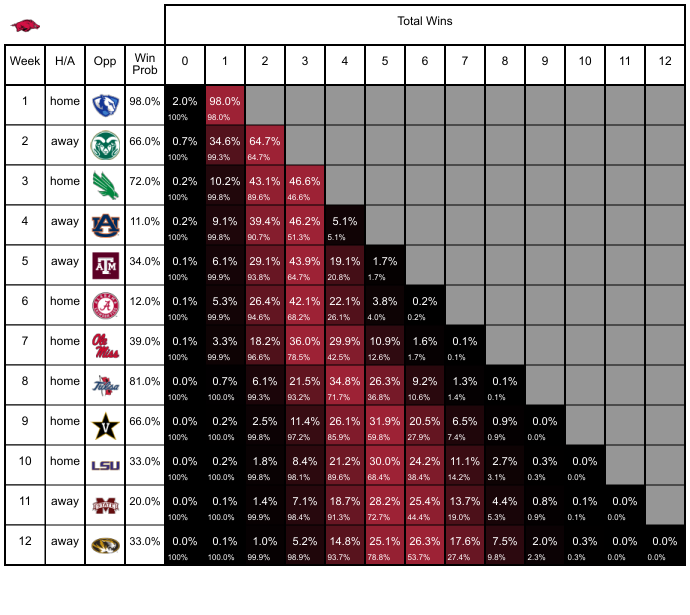 Total Wins
Week H/A Opp Win Prob 0 1 2 3 4 5 6 7 8 9 10 11 12
1 home 98.0% 2.0% 98.0%
100% 98.0%
2 away 66.0% 0.7% 34.6% 64.7%
100% 99.3% 64.7%
3 home 72.0% 0.2% 10.2% 43.1% 46.6%
100% 99.8% 89.6% 46.6%
4 away 11.0% 0.2% 9.1% 39.4% 46.2% 5.1%
100% 99.8% 90.7% 51.3% 5.1%
5 away ATM 34.0% 0.1% 6.1% 29.1% 43.9% 19.1% 1.7%
100% 99.9% 93.8% 64.7% 20.8% 1.7%
6 home 12.0% 0.1% 5.3% 26.4% 42.1% 22.1% 3.8% 0.2%
100% 99.9% 94.6% 68.2% 26.1% 4.0% 0.2%
7 home Ole Miss 39.0% 0.1% 3.3% 18.2% 36.0% 29.9% 10.9% 1.6% 0.1%
100% 99.9% 96.6% 78.5% 42.5% 12.6% 1.7% 0.1%
8 home Tulsa 81.0% 0.0% 0.7% 6.1% 21.5% 34.8% 26.3% 9.2% 1.3% 0.1%
100% 100.0% 99.3% 93.2% 71.7% 36.8% 10.6% 1.4% 0.1%
9 home V 66.0% 0.0% 0.2% 2.5% 11.4% 26.1% 31.9% 20.5% 6.5% 0.9% 0.0%
100% 100.0% 99.8% 97.2% 85.9% 59.8% 27.9% 7.4% 0.9% 0.0%
10 home LSU 33.0% 0.0% 0.2% 1.8% 8.4% 21.2% 30.0% 24.2% 11.1% 2.7% 0.3% 0.0%
100% 100.0% 99.8% 98.1% 89.6% 68.4% 38.4% 14.2% 3.1% 0.3% 0.0%
11 away M STATE 20.0% 0.0% 0.1% 1.4% 7.1% 18.7% 28.2% 25.4% 13.7% 4.4% 0.8% 0.1% 0.0%
100% 100.0% 99.9% 98.4% 91.3% 72.7% 44.4% 19.0% 5.3% 0.9% 0.1% 0.0%
12 away 33.0% 0.0% 0.1% 1.0% 5.2% 14.8% 25.1% 26.3% 17.6% 7.5% 2.0% 0.3% 0.0% 0.0%
100% 100.0% 99.9% 98.9% 93.7% 78.8% 53.7% 27.4% 9.8% 2.3% 0.3% 0.0% 0.0%